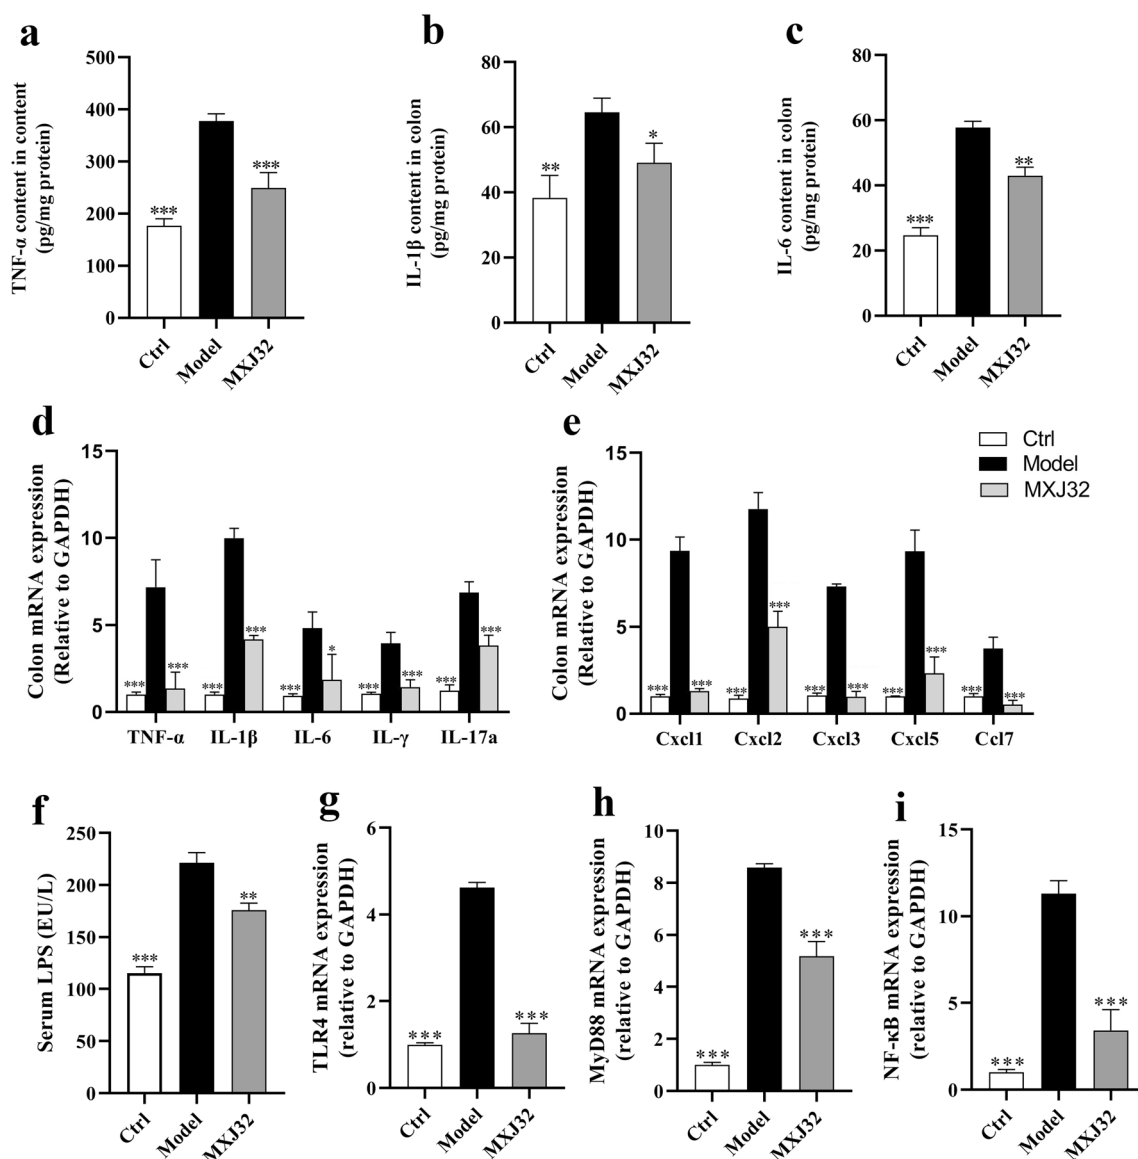 a
TNF-α content in content
(pg/mg protein)
500
400
300
200
100
0
***
***
Ctrl
Model
MXJ32
b
IL-1β content in colon
(pg/mg protein)
80
60
40
20
0
**
*
Ctrl
Model
MXJ32
c
IL-6 content in colon
(pg/mg protein)
80
60
40
20
0
***
**
Ctrl
Model
MXJ32
d
Colon mRNA expression
(Relative to GAPDH)
15
10
5
0
*** *** *** *** *** * *** *** *** ***
TNF-α IL-1β IL-6 IL-γ IL-17a
e
Colon mRNA expression
(Relative to GAPDH)
15
10
5
0
*** *** *** *** *** *** *** *** *** ***
Cxcl1 Cxcl2 Cxcl3 Cxcl5 Ccl7
Ctrl
Model
MXJ32
f
Serum LPS (EU/L)
250
200
150
100
50
0
***
**
Ctrl
Model
MXJ32
g
TLR4 mRNA expression
(relative to GAPDH)
6
4
2
0
***
***
Ctrl
Model
MXJ32
h
MyD88 mRNA expression
(relative to GAPDH)
10
8
6
4
2
0
***
***
Ctrl
Model
MXJ32
i
NF-κB mRNA expression
(relative to GAPDH)
15
10
5
0
***
***
Ctrl
Model
MXJ32